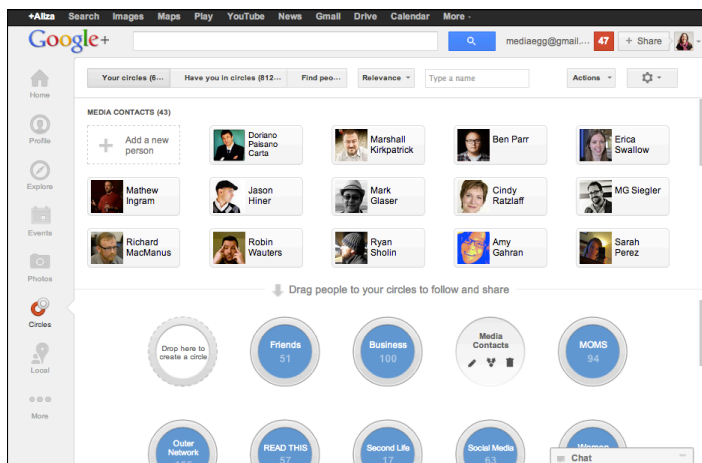 +Aliza Search Images Maps Play YouTube News Gmail Drive Calendar More
Google+
mediaegg@gmail.... 47 + Share
Your circles (6... Have you in circles (812... Find peo... Relevance Type a name Actions
Home
Profile
Explore
Events
Photos
Circles
Local
More
MEDIA CONTACTS (43)
Add a new
person
Doriano
Paisano
Carta
Marshall
Kirkpatrick
Ben Parr
Erica
Swallow
Mathew
Ingram
Jason
Hiner
Mark
Glaser
Cindy
Ratzlaff
MG Siegler
Richard
MacManus
Robin
Wauters
Ryan
Sholin
Amy
Gahran
Sarah
Perez
Drag people to your circles to follow and share
Drop here to
create a circle
Friends
51
Business
100
Media
Contacts
MOMS
94
Outer
Network
READ THIS
57
Second Life
17
Social Media
63
Women
Chat